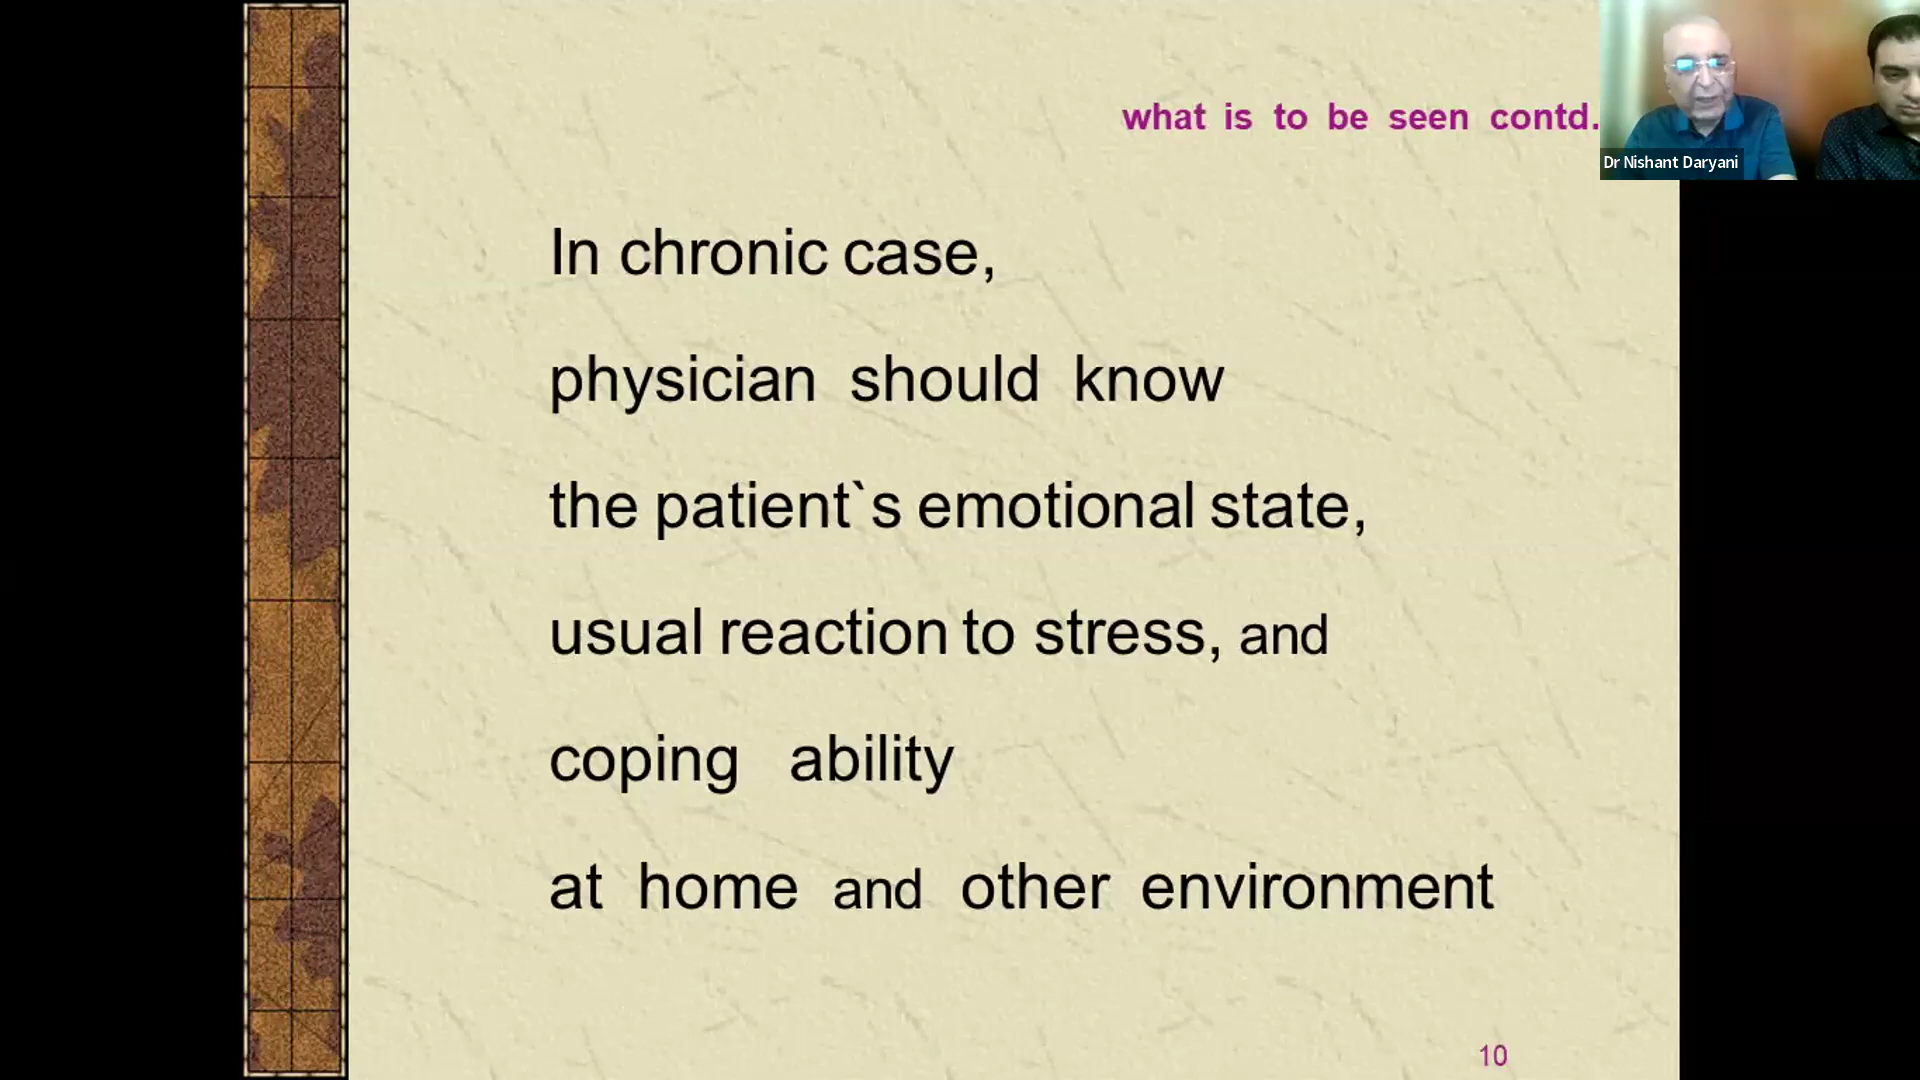 what is to be seen contd.
Dr Nishant Daryani
In chronic case,
physician should know
the patient`s emotional state,
usual reaction to stress, and
coping ability
at home and other environment
10